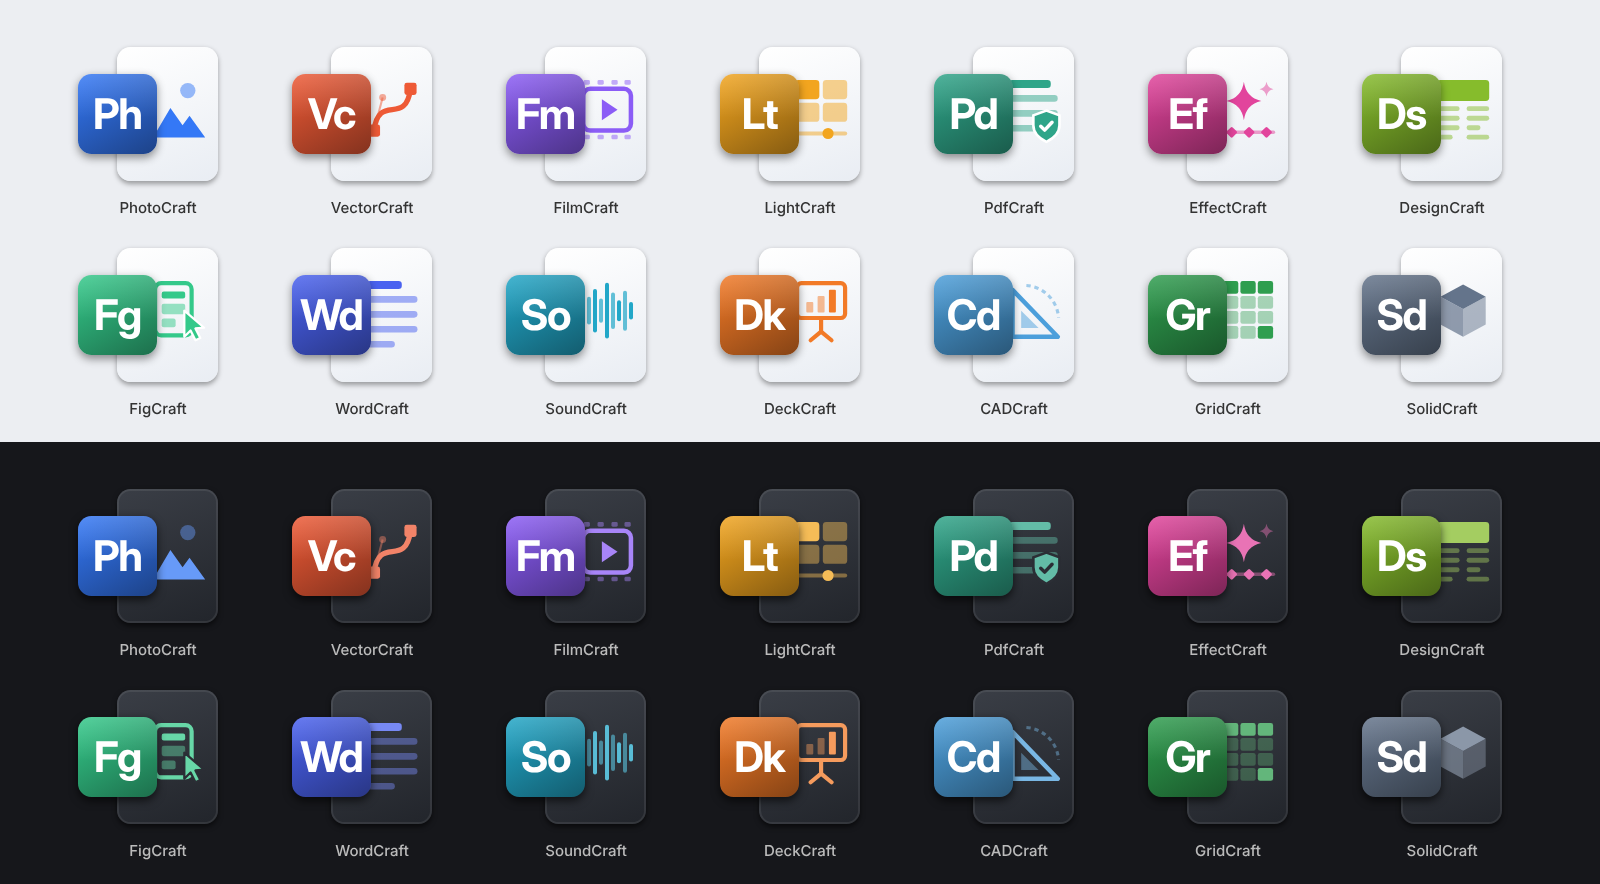 Ph Vc Fm Lt Pd Ef Ds
PhotoCraft VectorCraft FilmCraft LightCraft PdfCraft EffectCraft DesignCraft
Fg Wd So Dk Cd Gr Sd
FigCraft WordCraft SoundCraft DeckCraft CADCraft GridCraft SolidCraft
Ph Vc Fm Lt Pd Ef Ds
PhotoCraft VectorCraft FilmCraft LightCraft PdfCraft EffectCraft DesignCraft
Fg Wd So Dk Cd Gr Sd
FigCraft WordCraft SoundCraft DeckCraft CADCraft GridCraft SolidCraft